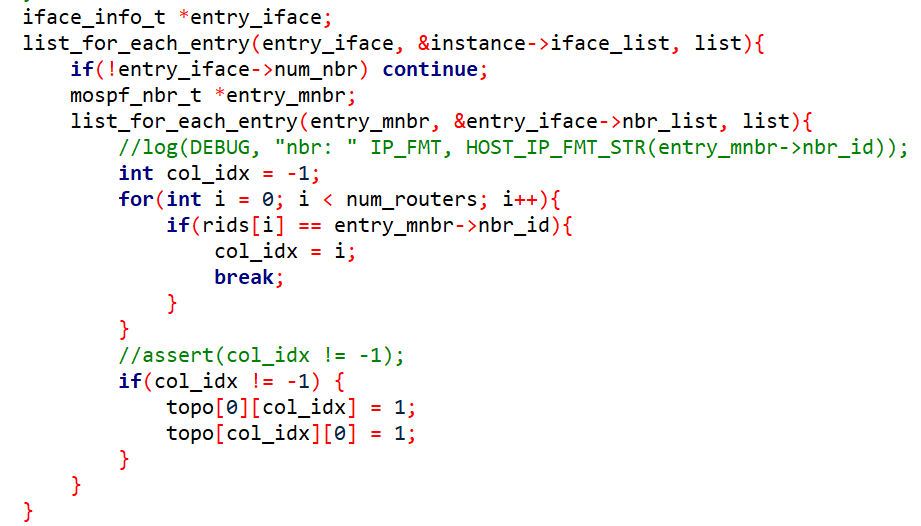 iface_info_t *entry_iface;
list_for_each_entry(entry_iface, &instance->iface_list, list){
    if(!entry_iface->num_nbr) continue;
    mospf_nbr_t *entry_mnbr;
    list_for_each_entry(entry_mnbr, &entry_iface->nbr_list, list){
        //log(DEBUG, "nbr: " IP_FMT, HOST_IP_FMT_STR(entry_mnbr->nbr_id));
        int col_idx = -1;
        for(int i = 0; i < num_routers; i++){
            if(rids[i] == entry_mnbr->nbr_id){
                col_idx = i;
                break;
            }
        }
        //assert(col_idx != -1);
        if(col_idx != -1) {
            topo[0][col_idx] = 1;
            topo[col_idx][0] = 1;
        }
    }
}